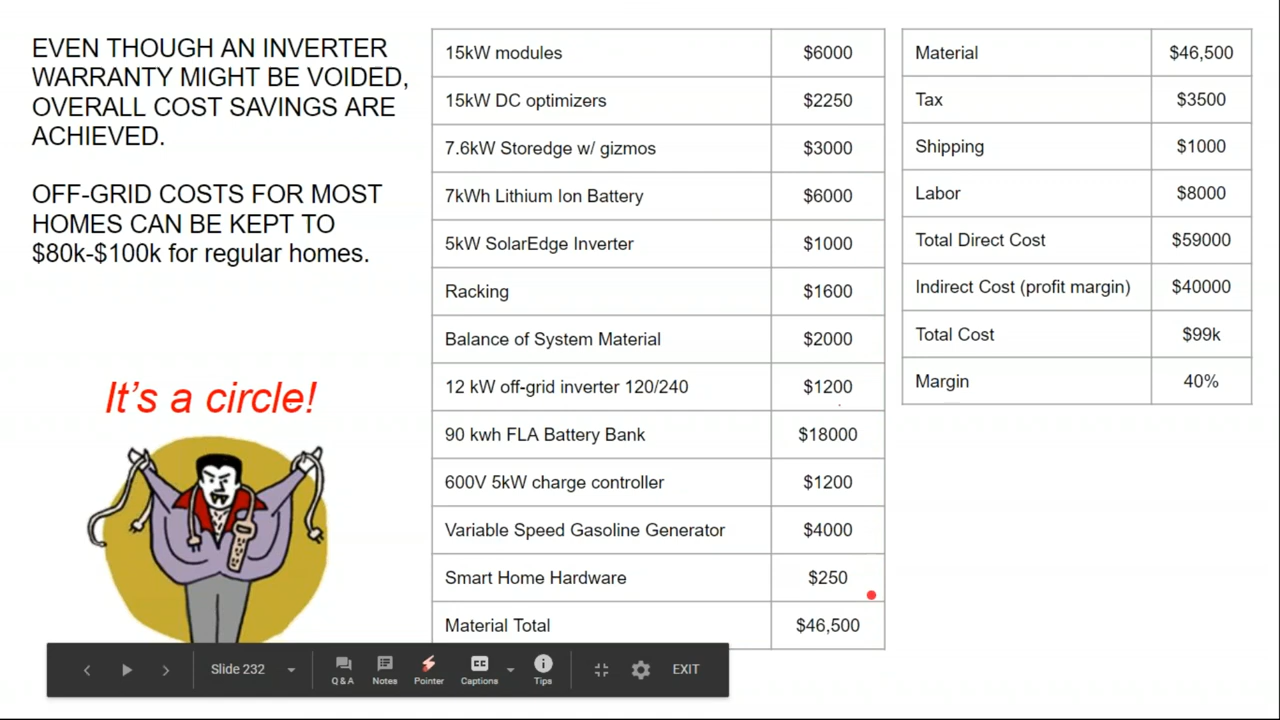 EVEN THOUGH AN INVERTER
WARRANTY MIGHT BE VOIDED,
OVERALL COST SAVINGS ARE
ACHIEVED.
OFF-GRID COSTS FOR MOST
HOMES CAN BE KEPT TO
$80k-$100k for regular homes.
It's a circle!
15kW modules $6000
15kW DC optimizers $2250
7.6kW Storedge w/ gizmos $3000
7kWh Lithium Ion Battery $6000
5kW SolarEdge Inverter $1000
Racking $1600
Balance of System Material $2000
12 kW off-grid inverter 120/240 $1200
90 kwh FLA Battery Bank $18000
600V 5kW charge controller $1200
Variable Speed Gasoline Generator $4000
Smart Home Hardware $250
Material Total $46,500
Material $46,500
Tax $3500
Shipping $1000
Labor $8000
Total Direct Cost $59000
Indirect Cost (profit margin) $40000
Total Cost $99k
Margin 40%
Slide 232
Q & A
Notes
Pointer
CC
Captions
Tips
EXIT